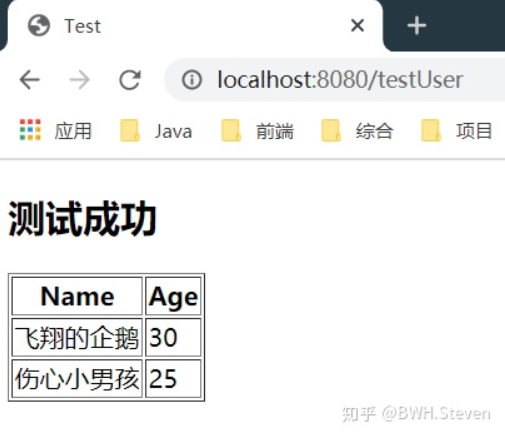 Test
localhost:8080/testUser
应用 Java 前端 综合 项目
测试成功
Name Age
飞翔的企鹅 30
伤心小男孩 25
知乎 @BWH.Steven